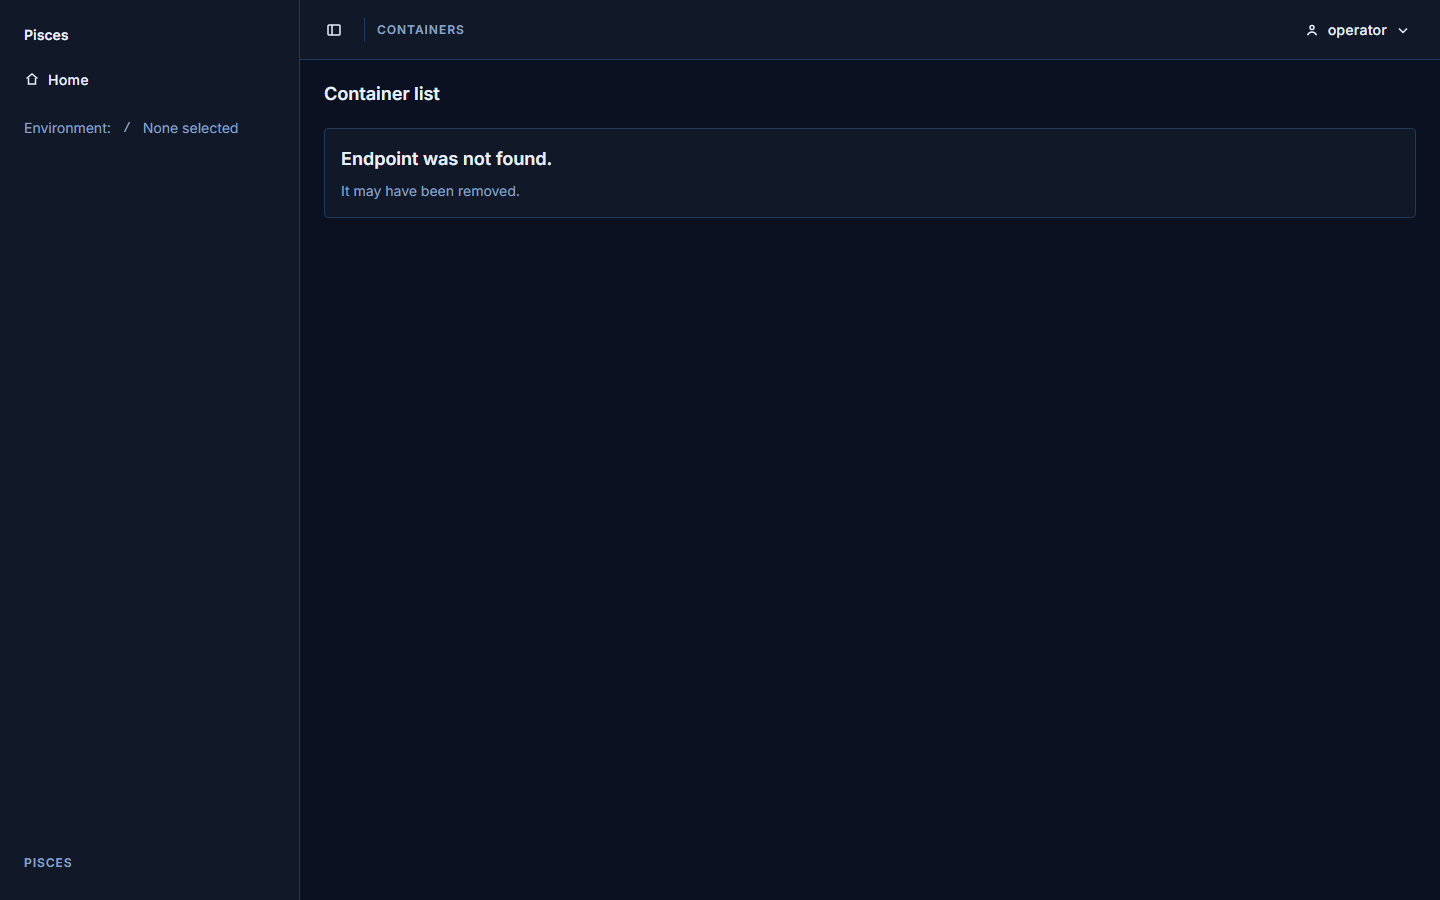 Pisces
Home
Environment: / None selected
PISCES
CONTAINERS
operator
Container list
Endpoint was not found.
It may have been removed.